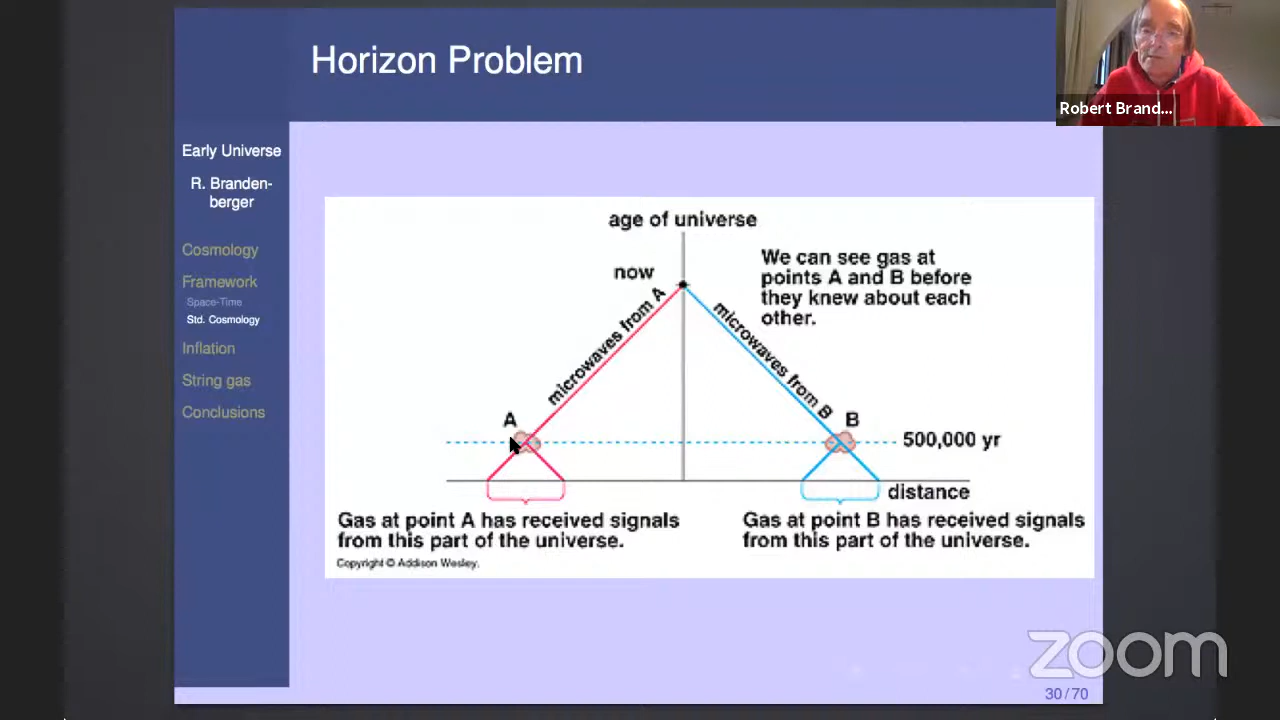 Horizon Problem
Robert Brand...
Early Universe
R. Branden-
berger
Cosmology
Framework
Space-Time
Std. Cosmology
Inflation
String gas
Conclusions
age of universe
now
We can see gas at
points A and B before
they knew about each
other.
microwaves from A
microwaves from B
A
B
500,000 yr
distance
Gas at point A has received signals
from this part of the universe.
Gas at point B has received signals
from this part of the universe.
Copyright © Addison Wesley.
zoom
30/70